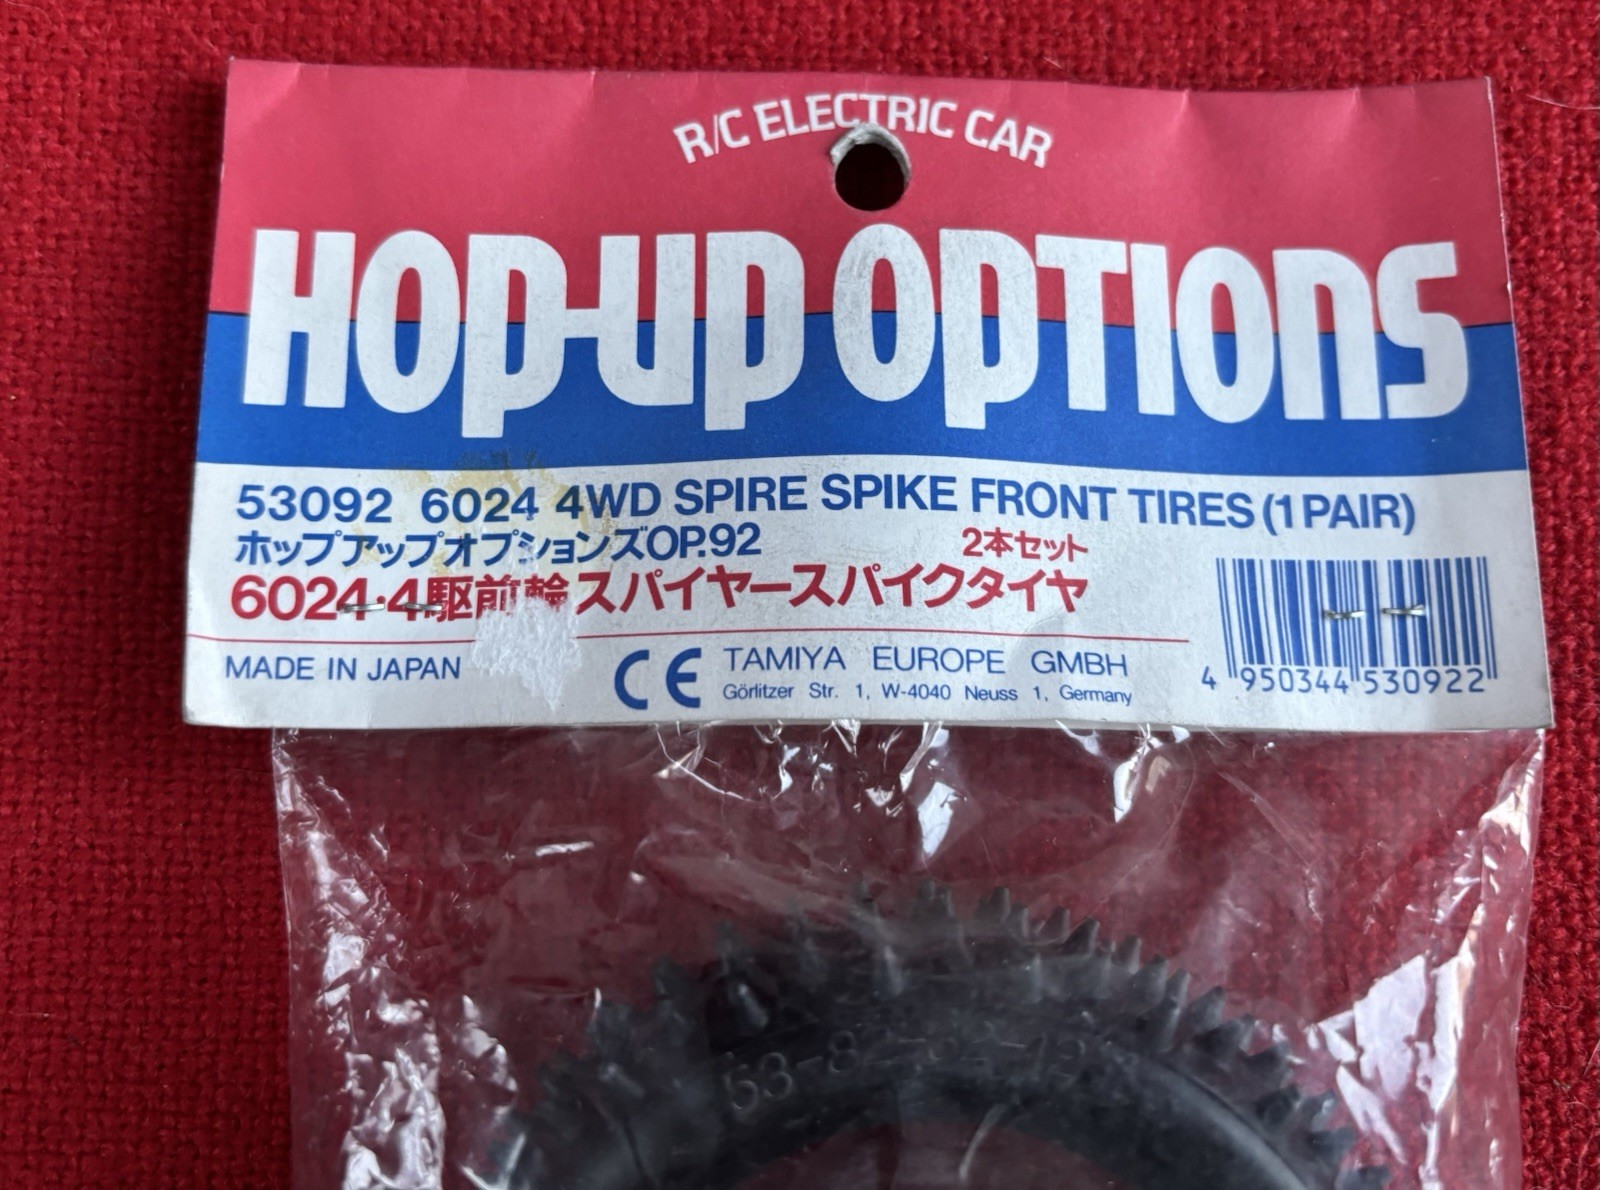 R/C ELECTRIC CAR
HOP-UP OPTIONS
53092 6024 4WD SPIRE SPIKE FRONT TIRES (1 PAIR)
ホップアップオプションズOP.92 2本セット
6024・4駆前輪スパイヤースパイクタイヤ
MADE IN JAPAN
CE TAMIYA EUROPE GMBH
Görlitzer Str. 1, W-4040 Neuss 1, Germany
4 950344 530922